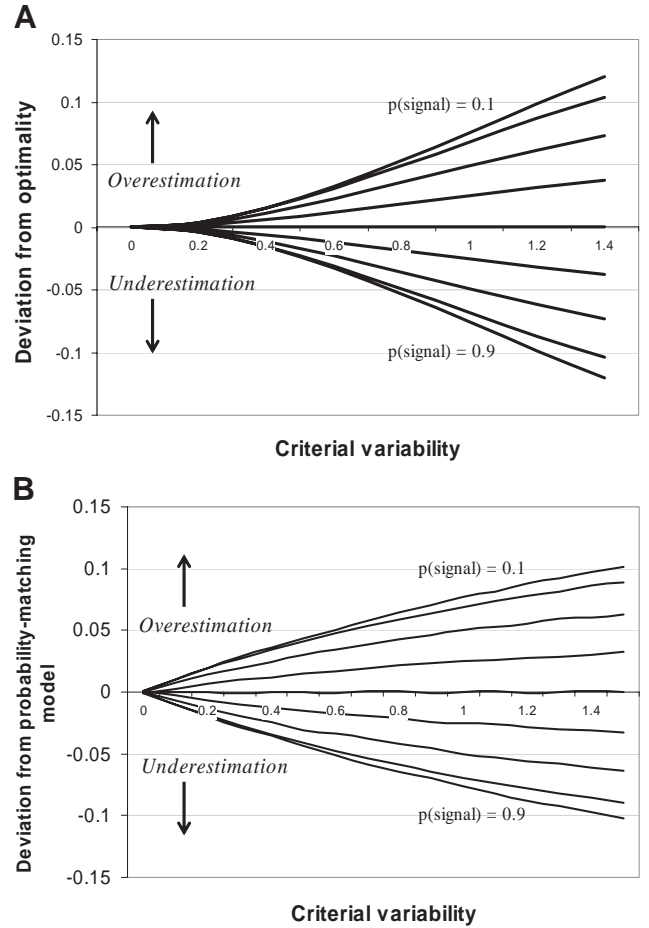 A
0.15
0.1
0.05
0
-0.05
-0.1
-0.15
Deviation from optimality
p(signal) = 0.1
Overestimation
0 0.2 0.4 0.6 0.8 1 1.2 1.4
Underestimation
p(signal) = 0.9
Criterial variability
B
0.15
0.1
0.05
0
-0.05
-0.1
-0.15
Deviation from probability-matching
model
p(signal) = 0.1
Overestimation
0 0.2 0.4 0.6 0.8 1 1.2 1.4
Underestimation
p(signal) = 0.9
Criterial variability